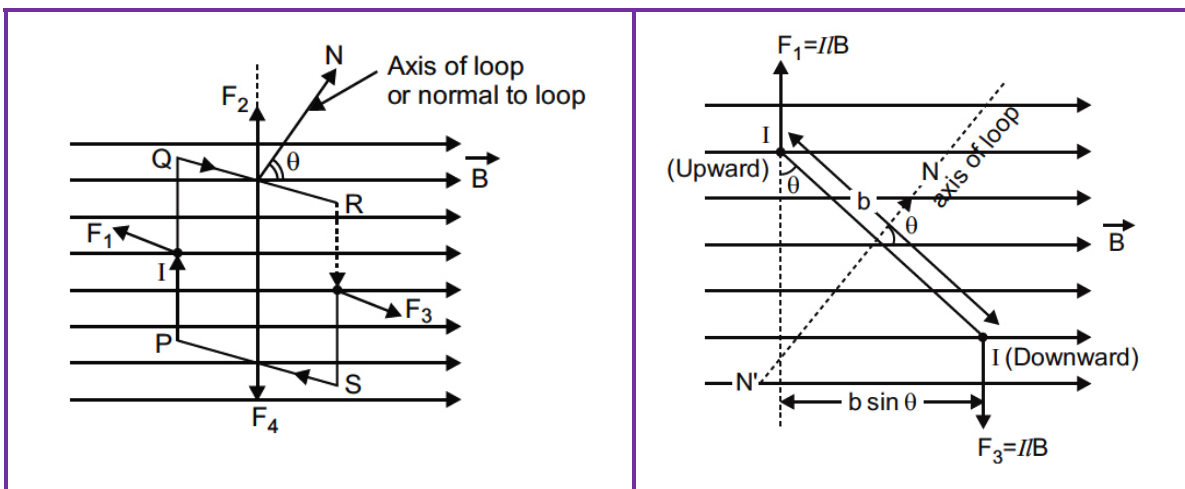 N
Axis of loop
or normal to loop
F₂
θ
Q
B
R
F₁
I
F₃
P
S
F₄
F₁=IlB
I
(Upward)
θ
N
axis of loop
b
θ
B
I (Downward)
N'
b sin θ
F₃=IlB